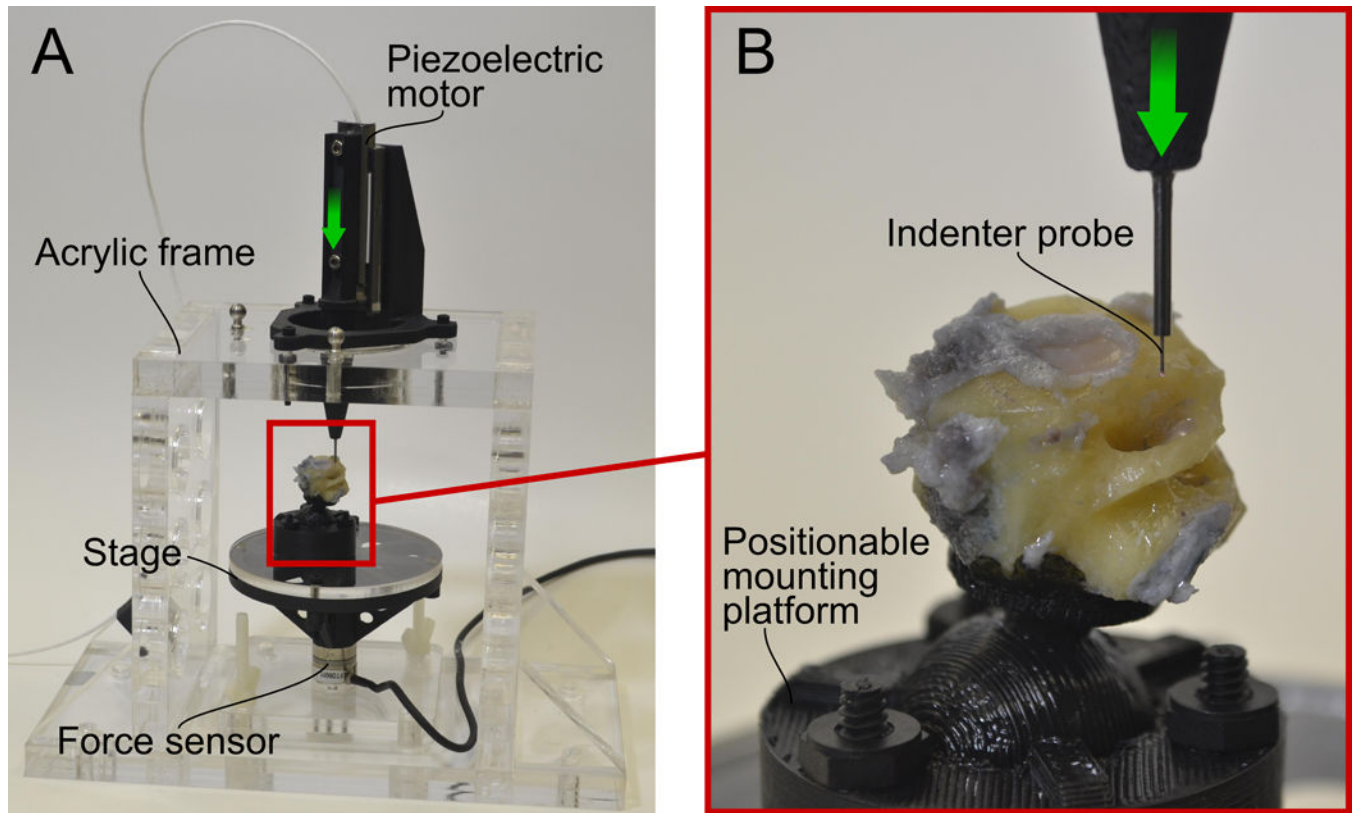 A
Piezoelectric
motor
Acrylic frame
Stage
Force sensor
B
Indenter probe
Positionable
mounting
platform